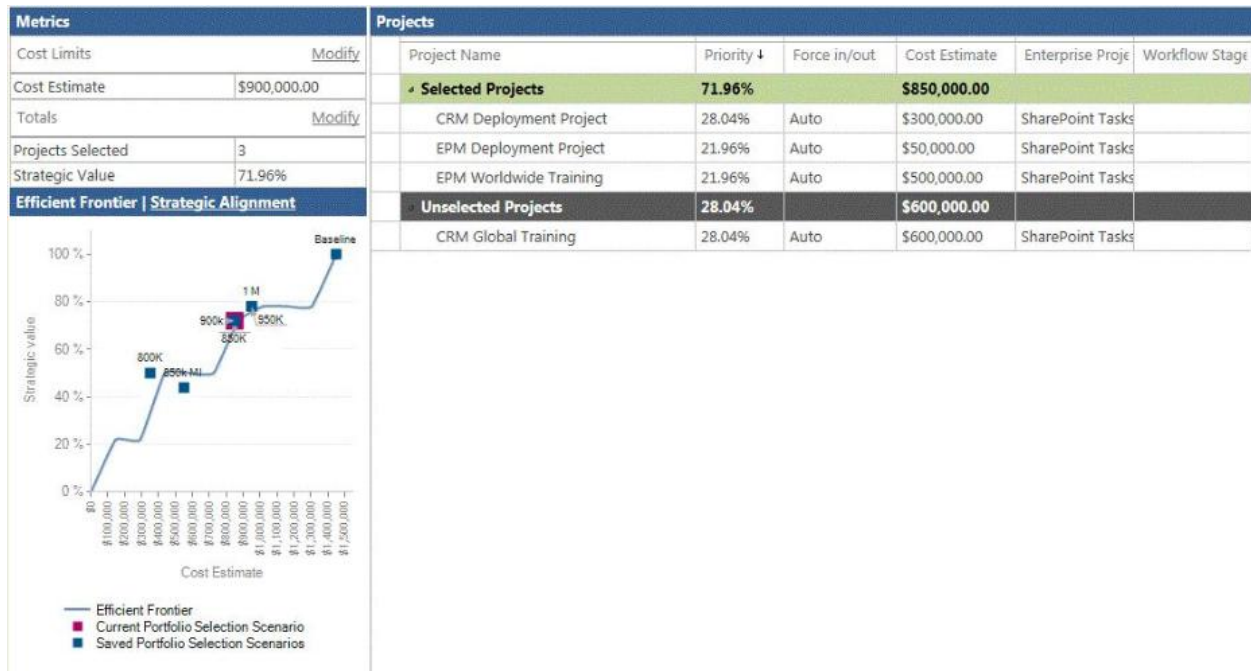 Metrics
Cost Limits Modify
Cost Estimate $900,000.00
Totals Modify
Projects Selected 3
Strategic Value 71.96%
Efficient Frontier | Strategic Alignment
Baseline
100 %
80 %
60 %
40 %
20 %
0 %
Strategic value
1 M
900k
950K
850K
800K
850k MI
$0
$100,000
$200,000
$300,000
$400,000
$500,000
$600,000
$700,000
$800,000
$900,000
$1,000,000
$1,100,000
$1,200,000
$1,300,000
$1,400,000
$1,500,000
Cost Estimate
Efficient Frontier
Current Portfolio Selection Scenario
Saved Portfolio Selection Scenarios
Projects
Project Name Priority Force in/out Cost Estimate Enterprise Proje Workflow Stage
Selected Projects 71.96% $850,000.00
CRM Deployment Project 28.04% Auto $300,000.00 SharePoint Tasks
EPM Deployment Project 21.96% Auto $50,000.00 SharePoint Tasks
EPM Worldwide Training 21.96% Auto $500,000.00 SharePoint Tasks
Unselected Projects 28.04% $600,000.00
CRM Global Training 28.04% Auto $600,000.00 SharePoint Tasks